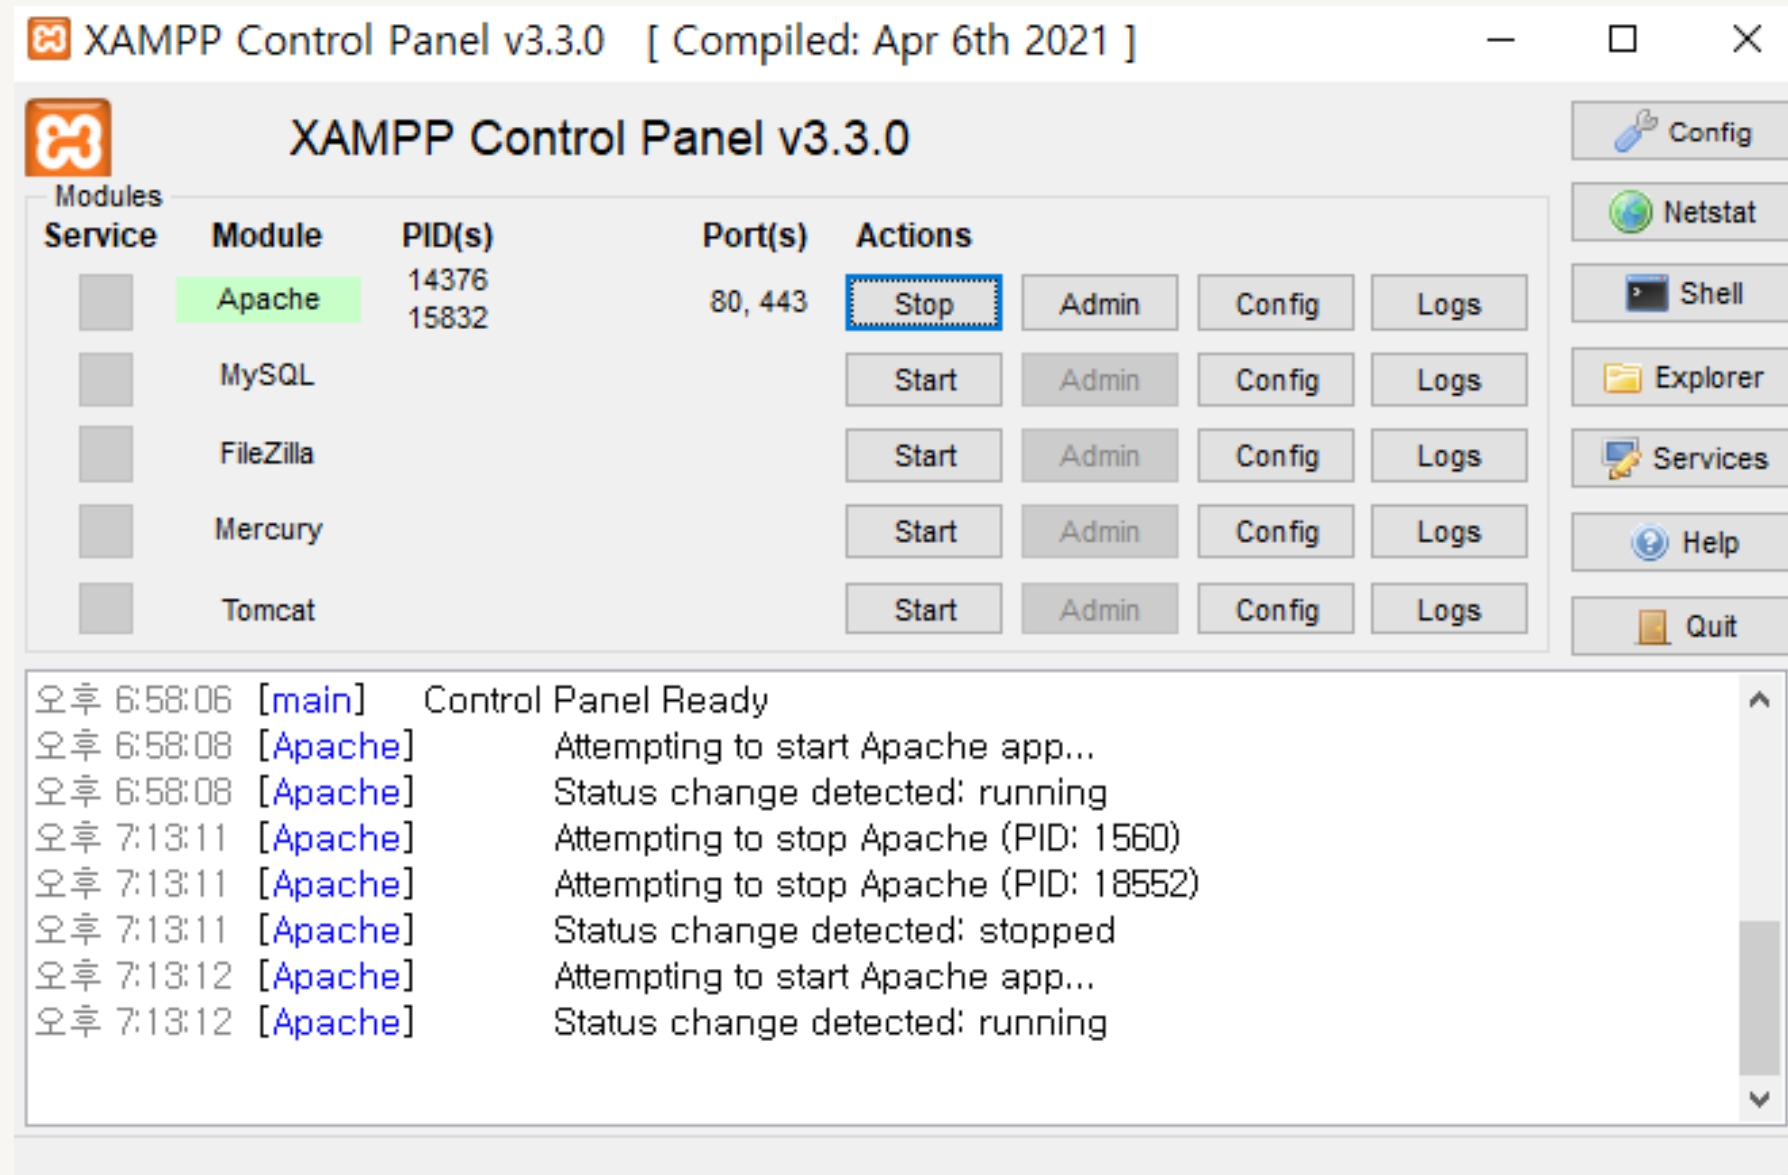 XAMPP Control Panel v3.3.0 [ Compiled: Apr 6th 2021 ]
XAMPP Control Panel v3.3.0
Config
Modules
Netstat
Service Module PID(s) Port(s) Actions
Apache 14376 15832 80, 443 Stop Admin Config Logs
Shell
MySQL Start Admin Config Logs
Explorer
FileZilla Start Admin Config Logs
Services
Mercury Start Admin Config Logs
Help
Tomcat Start Admin Config Logs
Quit
오후 6:58:06 [main] Control Panel Ready
오후 6:58:08 [Apache] Attempting to start Apache app...
오후 6:58:08 [Apache] Status change detected: running
오후 7:13:11 [Apache] Attempting to stop Apache (PID: 1560)
오후 7:13:11 [Apache] Attempting to stop Apache (PID: 18552)
오후 7:13:11 [Apache] Status change detected: stopped
오후 7:13:12 [Apache] Attempting to start Apache app...
오후 7:13:12 [Apache] Status change detected: running